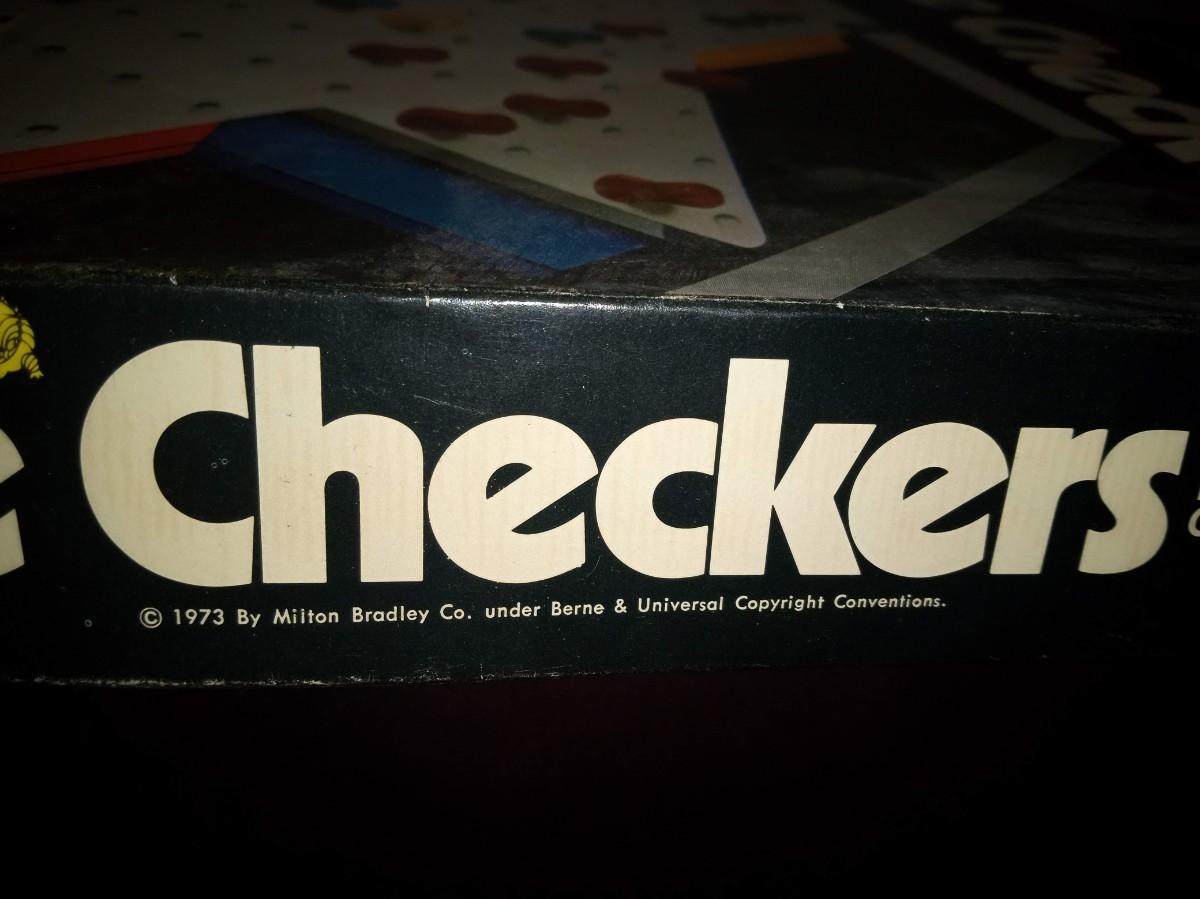 Checkers
© 1973 By Milton Bradley Co. under Berne & Universal Copyright Conventions.